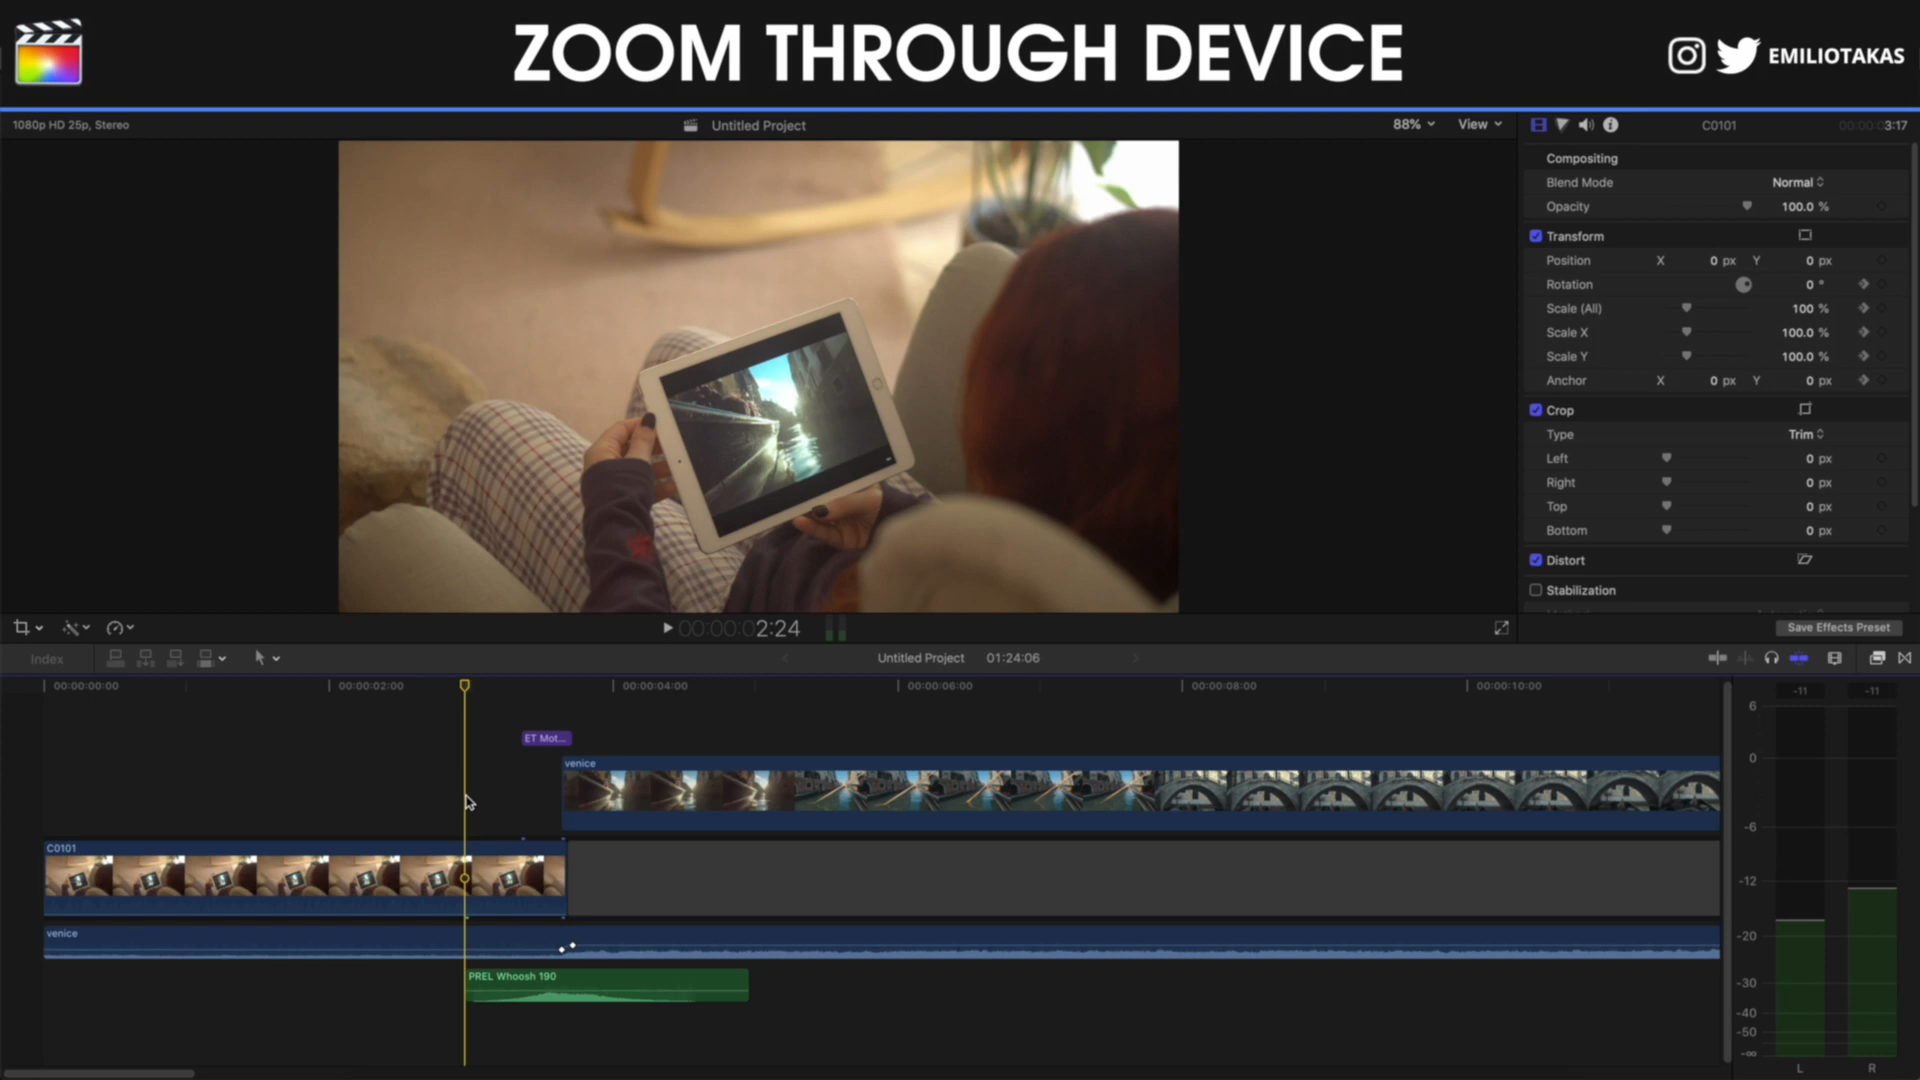 ZOOM THROUGH DEVICE
EMILIOTAKAS
1080p HD 25p, Stereo
Untitled Project
88%
View
C0101
00:00:03:17
Compositing
Blend Mode Normal
Opacity 100.0 %
Transform
Position X 0 px Y 0 px
Rotation 0 °
Scale (All) 100 %
Scale X 100.0 %
Scale Y 100.0 %
Anchor X 0 px Y 0 px
Crop
Type Trim
Left 0 px
Right 0 px
Top 0 px
Bottom 0 px
Distort
Stabilization
00:00:02:24
Save Effects Preset
Index
Untitled Project 01:24:06
00:00:00:00 00:00:02:00 00:00:04:00 00:00:06:00 00:00:08:00 00:00:10:00
-11 -11
6
ET Mot...
0
venice
-6
C0101
-12
venice
-20
PREL Whoosh 190
-30
-40
-50
-∞
L R